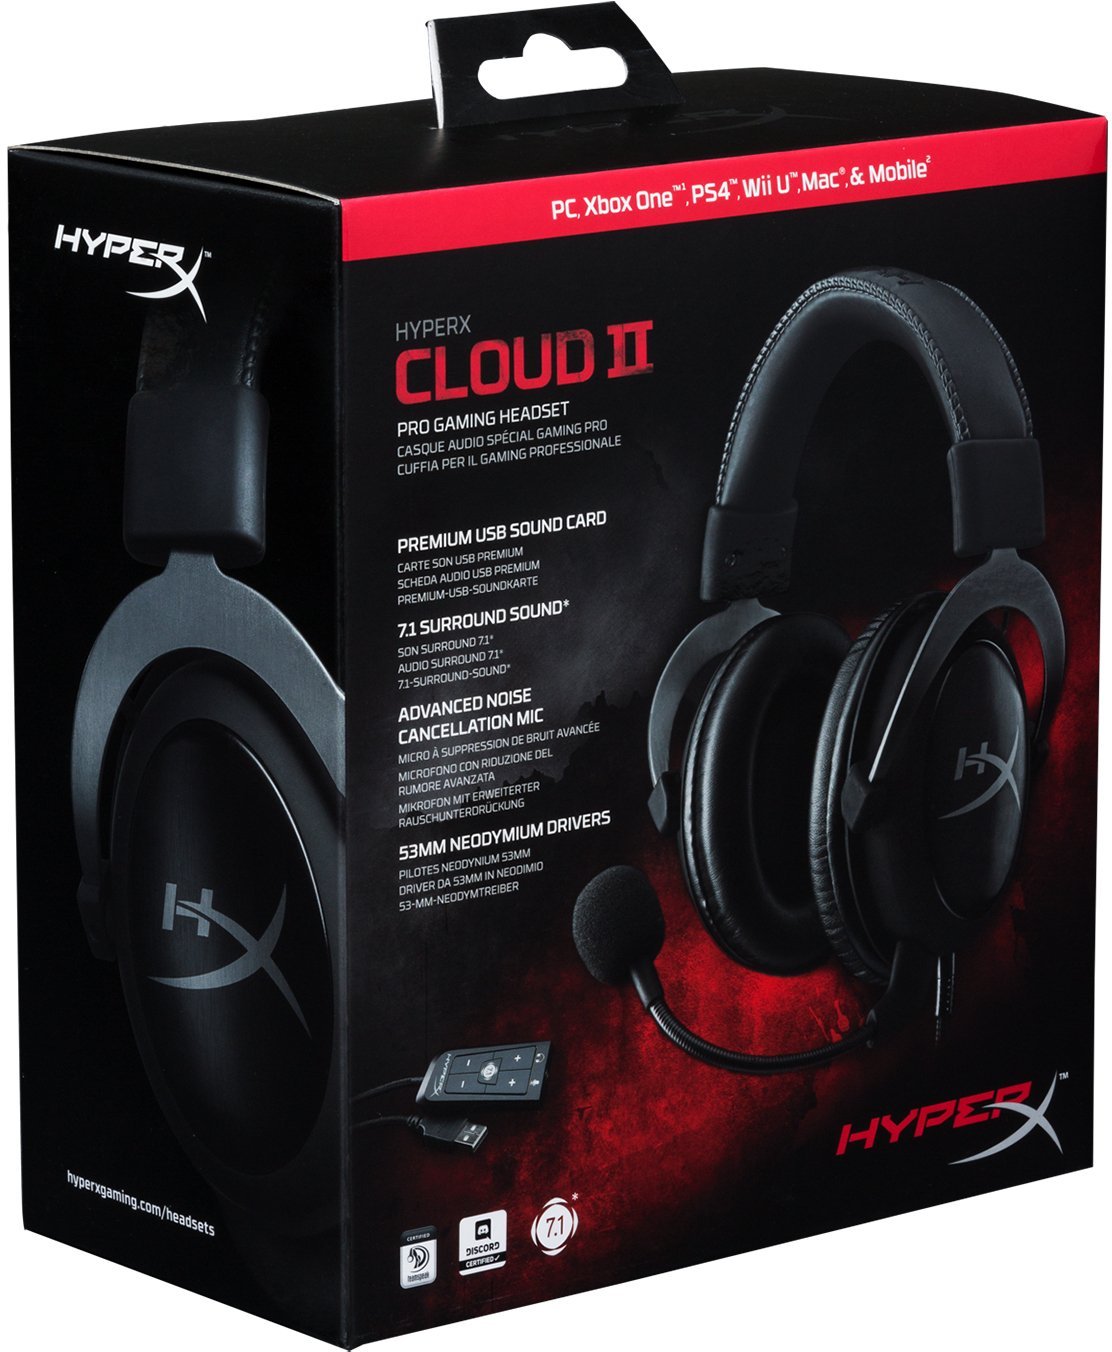 PC, Xbox One™¹, PS4™, Wii U™, Mac®, & Mobile²
HYPERX™
HYPERX
CLOUD II
PRO GAMING HEADSET
CASQUE AUDIO SPÉCIAL GAMING PRO
CUFFIA PER IL GAMING PROFESSIONALE
PREMIUM USB SOUND CARD
CARTE SON USB PREMIUM
SCHEDA AUDIO USB PREMIUM
PREMIUM-USB-SOUNDKARTE
7.1 SURROUND SOUND*
SON SURROUND 7.1*
AUDIO SURROUND 7.1*
7.1-SURROUND-SOUND*
ADVANCED NOISE
CANCELLATION MIC
MICRO À SUPPRESSION DE BRUIT AVANCÉE
MICROFONO CON RIDUZIONE DEL
RUMORE AVANZATA
MIKROFON MIT ERWEITERTER
RAUSCHUNTERDRÜCKUNG
53MM NEODYMIUM DRIVERS
PILOTES NEODYNIUM 53MM
DRIVER DA 53MM IN NEODIMIO
53-MM-NEODYMTREIBER
HX
HX
HYPERX
HYPERX™
hyperxgaming.com/headsets
CERTIFIED
teamspeak
DISCORD
CERTIFIED✓
7.1*